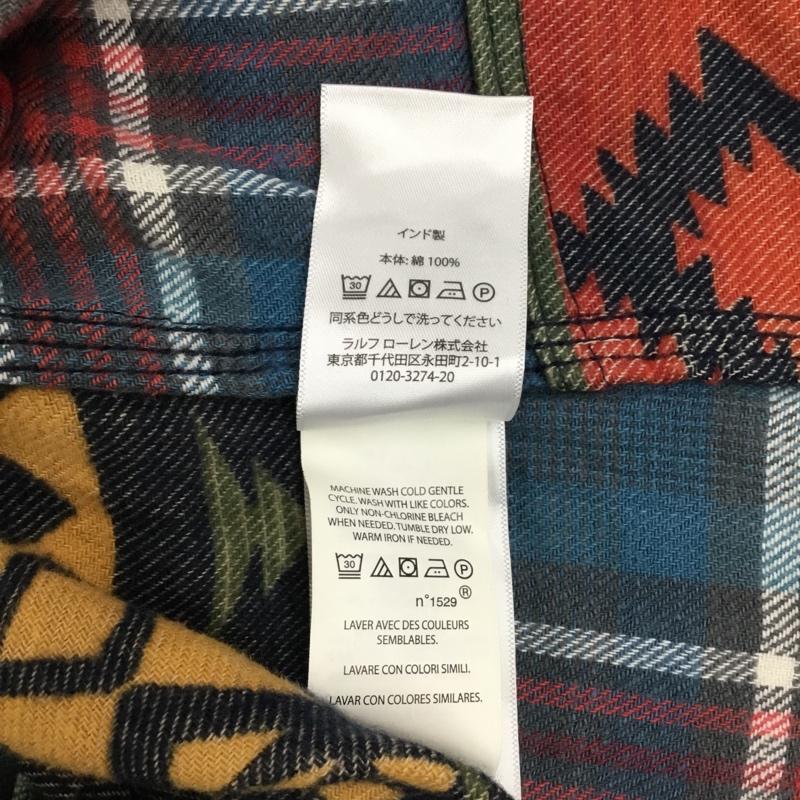 インド製
本体: 綿 100%
30 P
同系色どうしで洗ってください
ラルフ ローレン株式会社
東京都千代田区永田町2-10-1
0120-3274-20
MACHINE WASH COLD GENTLE
CYCLE. WASH WITH LIKE COLORS.
ONLY NON-CHLORINE BLEACH
WHEN NEEDED. TUMBLE DRY LOW.
WARM IRON IF NEEDED.
30 P
n°1529 ®
LAVER AVEC DES COULEURS
SEMBLABLES.
LAVARE CON COLORI SIMILI.
LAVAR CON COLORES SIMILARES.